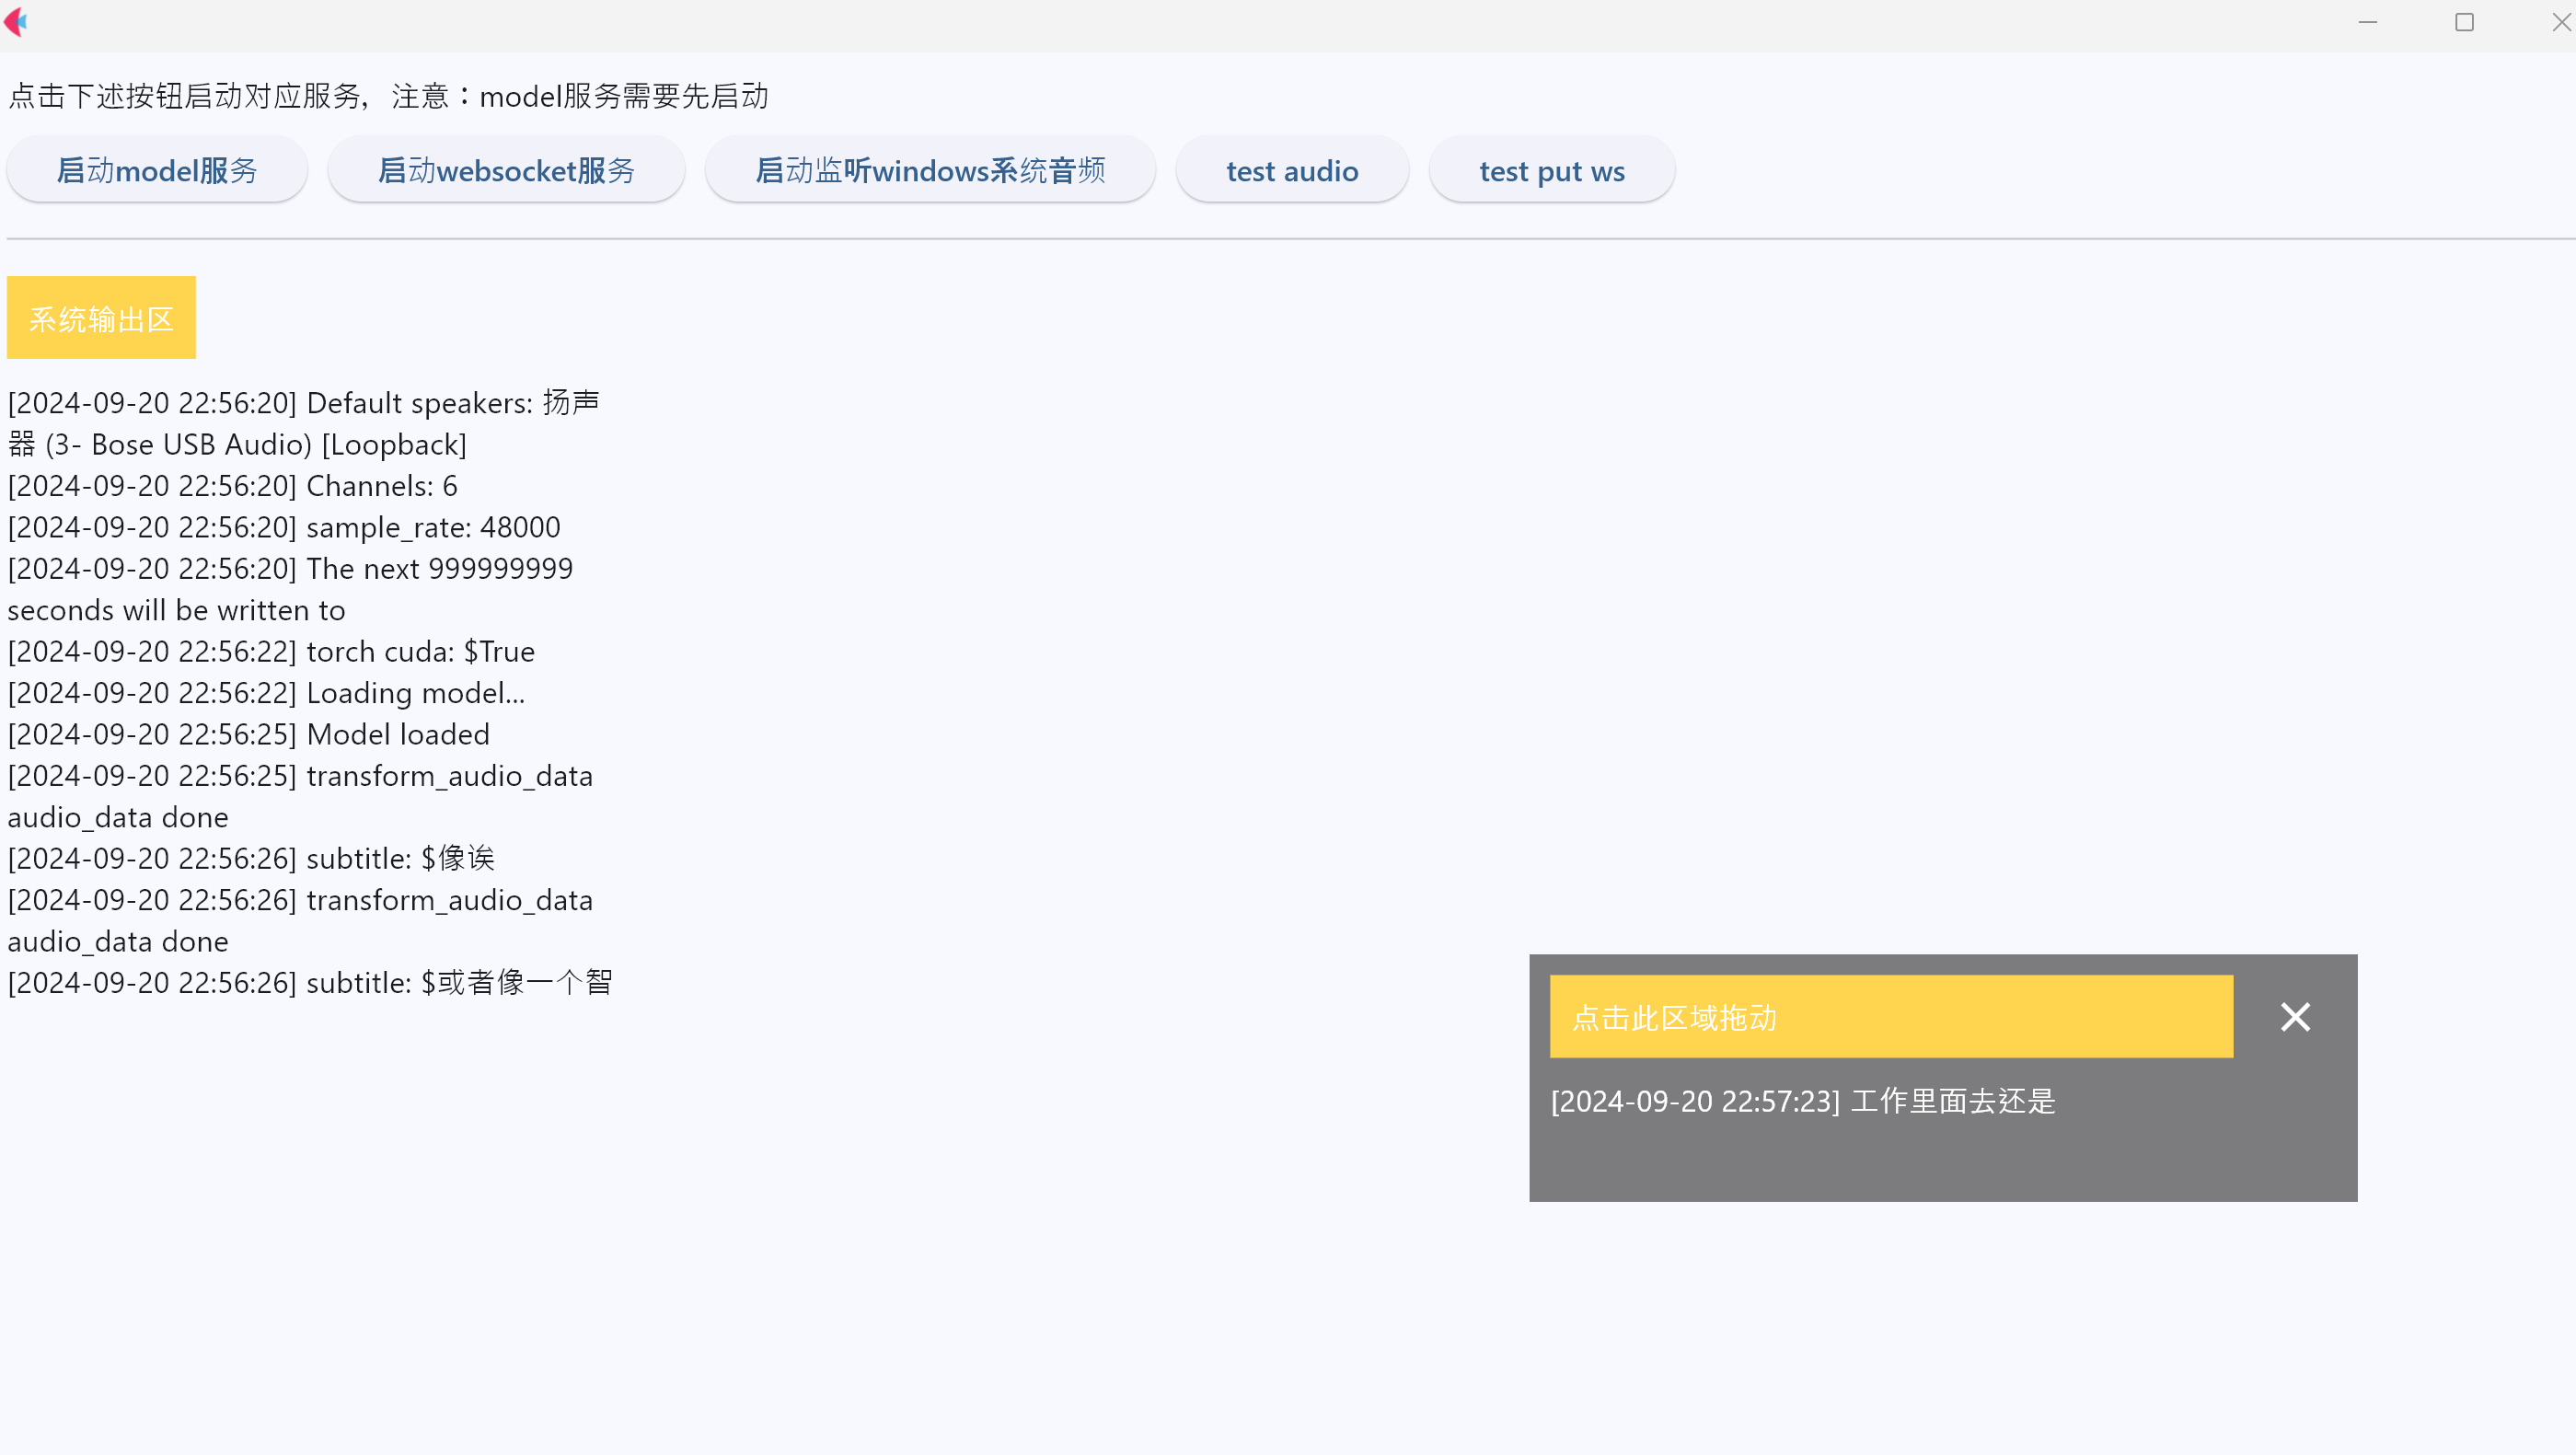 点击下述按钮启动对应服务，注意：model服务需要先启动
启动model服务 启动websocket服务 启动监听windows系统音频 test audio test put ws
系统输出区
[2024-09-20 22:56:20] Default speakers: 扬声
器 (3- Bose USB Audio) [Loopback]
[2024-09-20 22:56:20] Channels: 6
[2024-09-20 22:56:20] sample_rate: 48000
[2024-09-20 22:56:20] The next 999999999
seconds will be written to
[2024-09-20 22:56:22] torch cuda: $True
[2024-09-20 22:56:22] Loading model...
[2024-09-20 22:56:25] Model loaded
[2024-09-20 22:56:25] transform_audio_data
audio_data done
[2024-09-20 22:56:26] subtitle: $像诶
[2024-09-20 22:56:26] transform_audio_data
audio_data done
[2024-09-20 22:56:26] subtitle: $或者像一个智
点击此区域拖动
[2024-09-20 22:57:23] 工作里面去还是